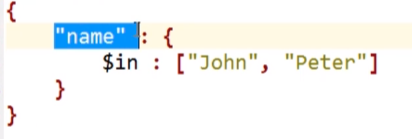 {
"name" : {
$in : ["John", "Peter"]
}
}